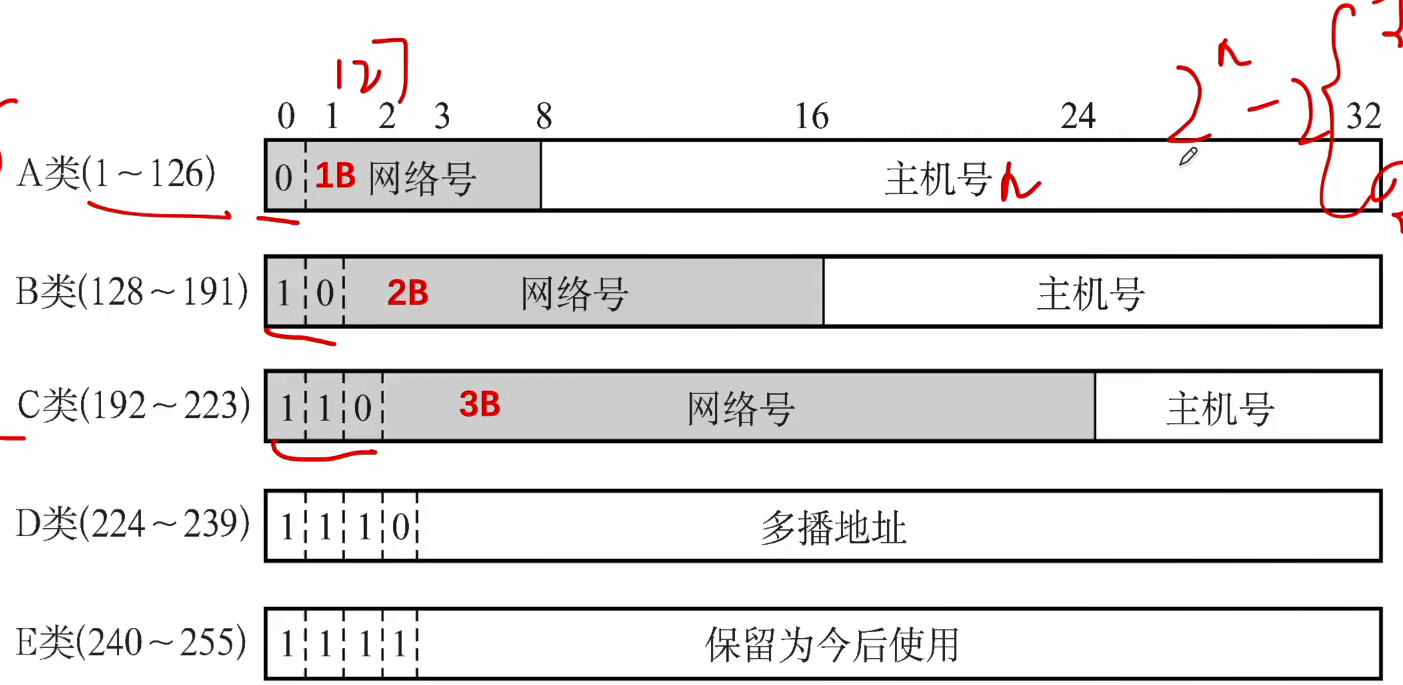 127
2ⁿ-2
0 1 2 3 8 16 24 32
A类(1～126) 0 1B 网络号 主机号 n
B类(128～191) 1 0 2B 网络号 主机号
C类(192～223) 1 1 0 3B 网络号 主机号
D类(224～239) 1 1 1 0 多播地址
E类(240～255) 1 1 1 1 保留为今后使用